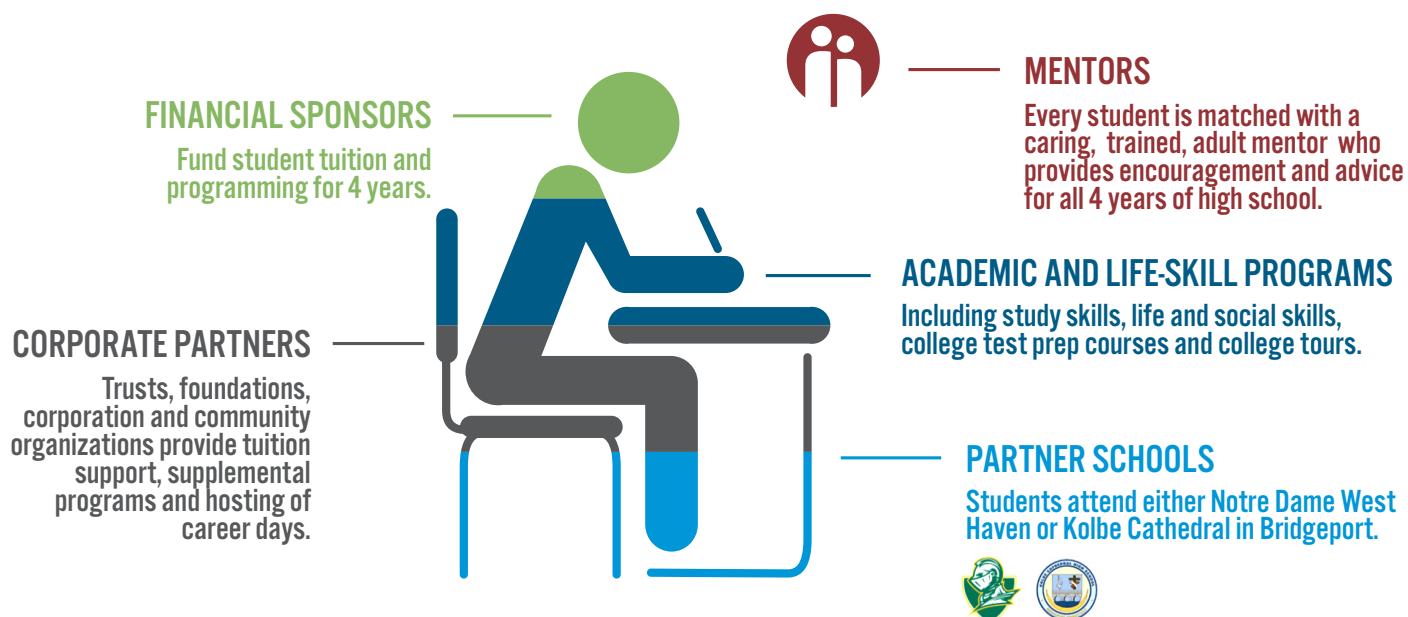 FINANCIAL SPONSORS
Fund student tuition and
programming for 4 years.
MENTORS
Every student is matched with a
caring, trained, adult mentor who
provides encouragement and advice
for all 4 years of high school.
ACADEMIC AND LIFE-SKILL PROGRAMS
Including study skills, life and social skills,
college test prep courses and college tours.
CORPORATE PARTNERS
Trusts, foundations,
corporation and community
organizations provide tuition
support, supplemental
programs and hosting of
career days.
PARTNER SCHOOLS
Students attend either Notre Dame West
Haven or Kolbe Cathedral in Bridgeport.